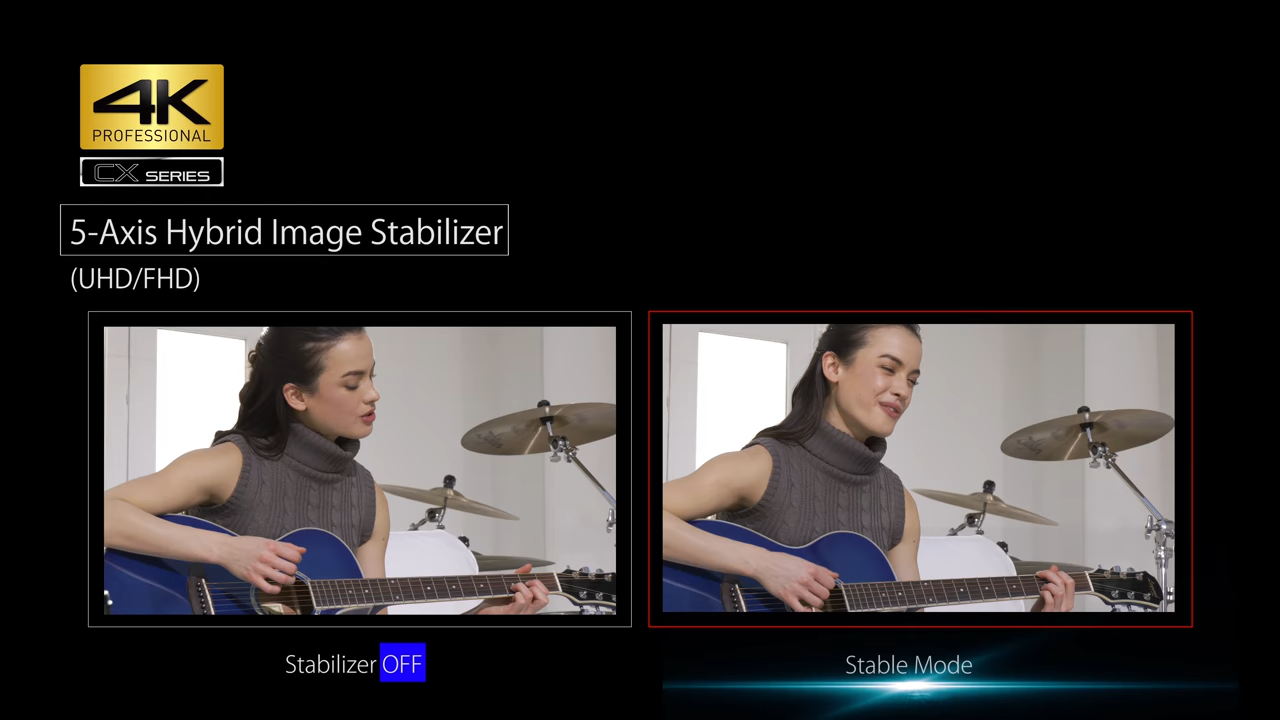 4K
PROFESSIONAL
CX SERIES
5-Axis Hybrid Image Stabilizer
(UHD/FHD)
Stabilizer OFF
Stable Mode